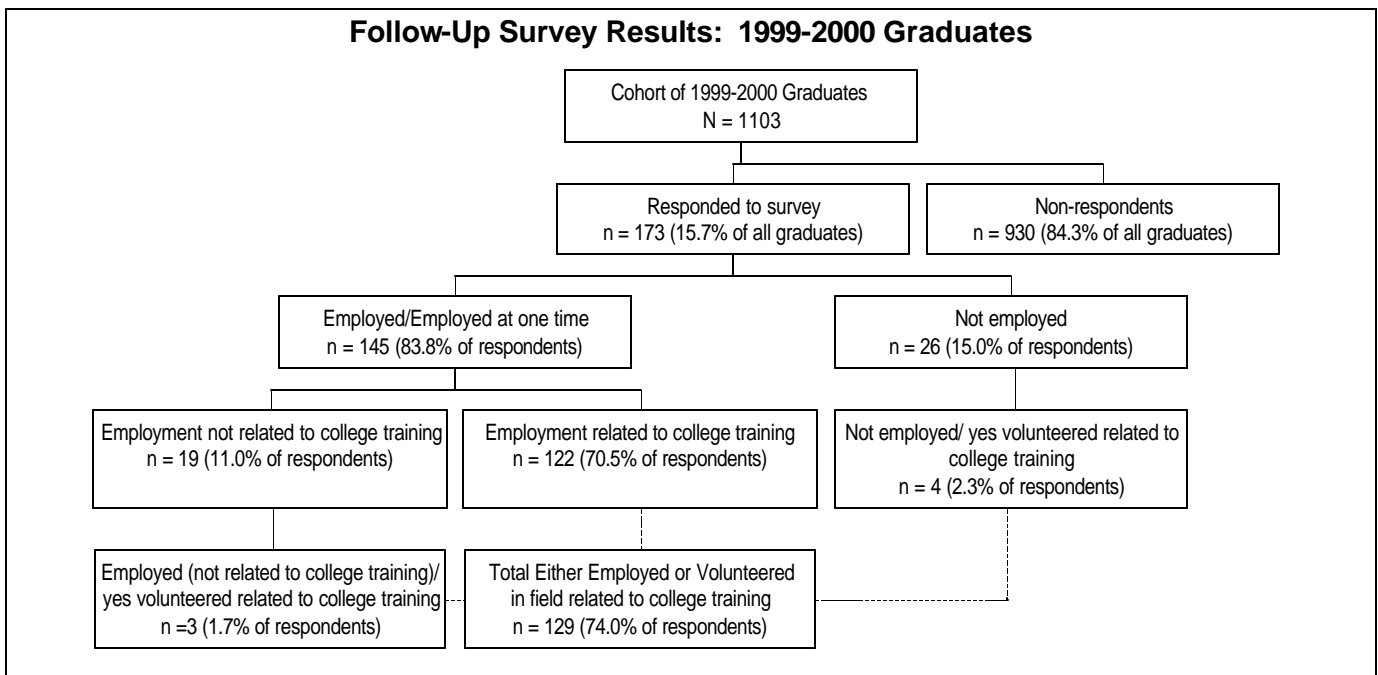 Follow-Up Survey Results:  1999-2000 Graduates
Cohort of 1999-2000 Graduates
N = 1103
Responded to survey
n = 173 (15.7% of all graduates)
Non-respondents
n = 930 (84.3% of all graduates)
Employed/Employed at one time
n = 145 (83.8% of respondents)
Not employed
n = 26 (15.0% of respondents)
Employment not related to college training
n = 19 (11.0% of respondents)
Employment related to college training
n = 122 (70.5% of respondents)
Not employed/ yes volunteered related to
college training
n = 4 (2.3% of respondents)
Employed (not related to college training)/
yes volunteered related to college training
n =3 (1.7% of respondents)
Total Either Employed or Volunteered
in field related to college training
n = 129 (74.0% of respondents)